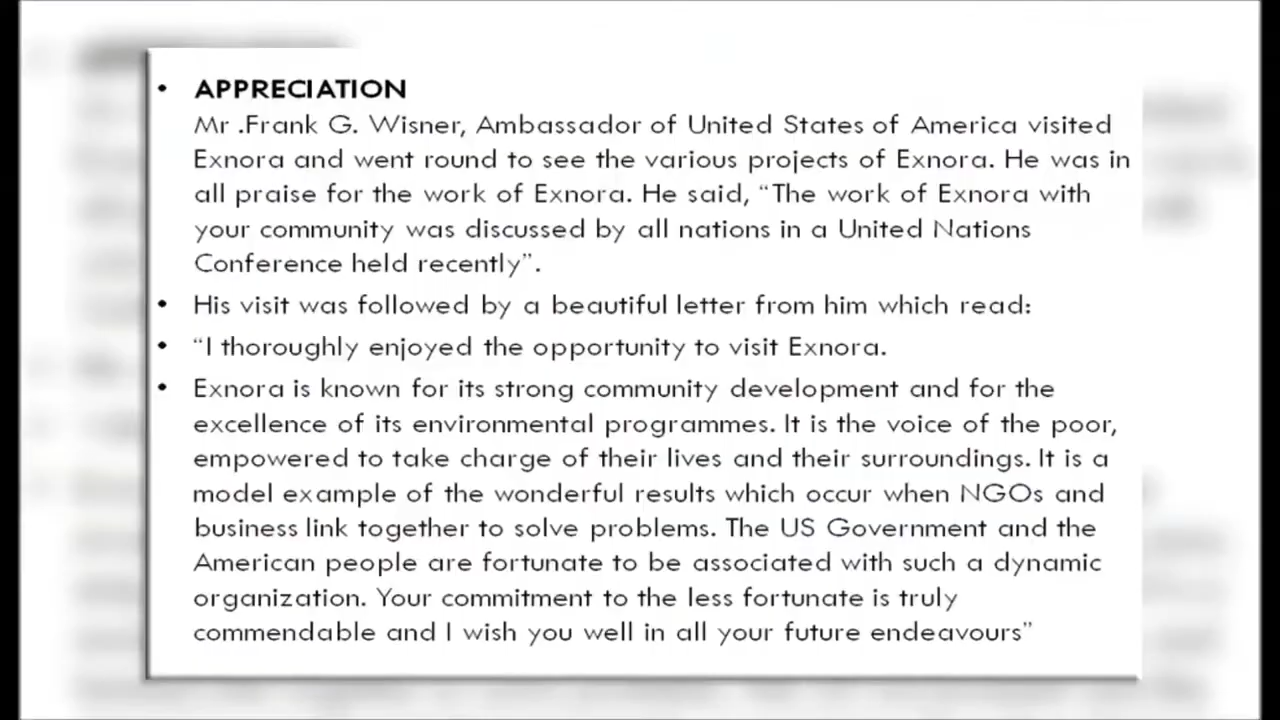 • APPRECIATION
Mr .Frank G. Wisner, Ambassador of United States of America visited
Exnora and went round to see the various projects of Exnora. He was in
all praise for the work of Exnora. He said, “The work of Exnora with
your community was discussed by all nations in a United Nations
Conference held recently”.
• His visit was followed by a beautiful letter from him which read:
• “I thoroughly enjoyed the opportunity to visit Exnora.
• Exnora is known for its strong community development and for the
excellence of its environmental programmes. It is the voice of the poor,
empowered to take charge of their lives and their surroundings. It is a
model example of the wonderful results which occur when NGOs and
business link together to solve problems. The US Government and the
American people are fortunate to be associated with such a dynamic
organization. Your commitment to the less fortunate is truly
commendable and I wish you well in all your future endeavours”